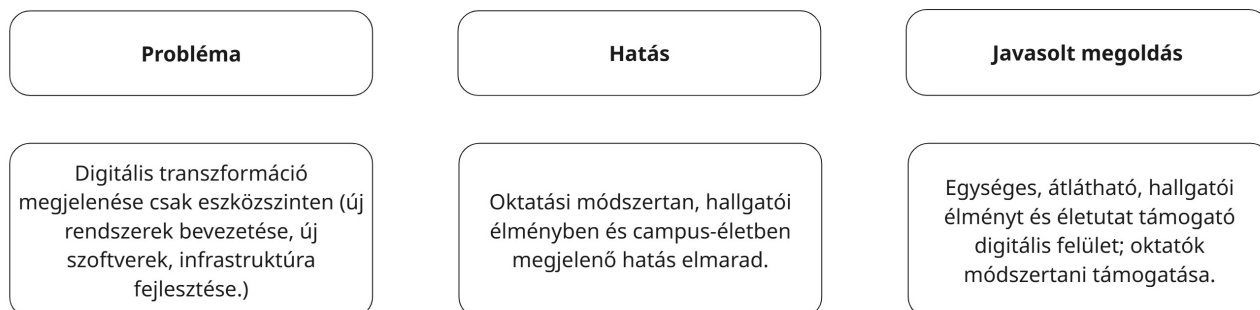 Probléma
Hatás
Javasolt megoldás
Digitális transzformáció
megjelenése csak eszközszinten (új
rendszerek bevezetése, új
szoftverek, infrastruktúra
fejlesztése.)
Oktatási módszertan, hallgatói
élményben és campus-életben
megjelenő hatás elmarad.
Egységes, átlátható, hallgatói
élményt és életutat támogató
digitális felület; oktatók
módszertani támogatása.